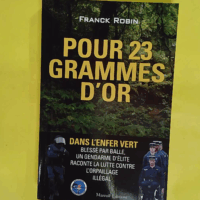 FRANCK ROBIN
POUR 23
GRAMMES
D'OR
DANS L'ENFER VERT
BLESSÉ PAR BALLE,
UN GENDARME D'ÉLITE
RACONTE LA LUTTE CONTRE
L'ORPAILLAGE
ILLÉGAL